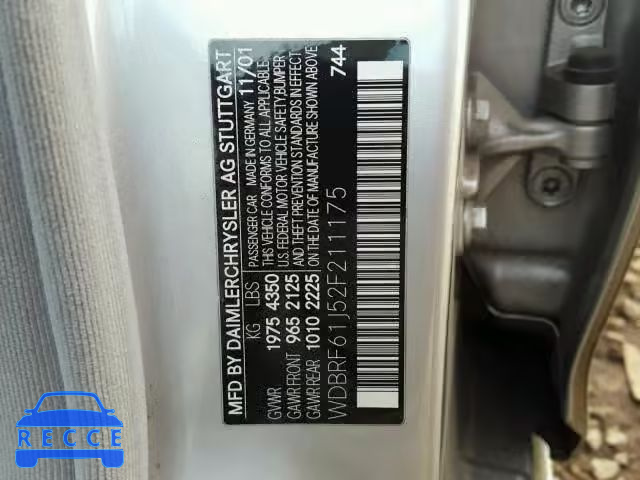 MFD BY DAIMLERCHRYSLER AG STUTTGART
KG LBS PASSENGER CAR MADE IN GERMANY 11/01
GVWR 1975 4350 THIS VEHICLE CONFORMS TO ALL APPLICABLE
U.S. FEDERAL MOTOR VEHICLE SAFETY, BUMPER
GAWR FRONT 965 2125 AND THEFT PREVENTION STANDARDS IN EFFECT
GAWR REAR 1010 2225 ON THE DATE OF MANUFACTURE SHOWN ABOVE
WDBRF61J52F211175 744
RECCE